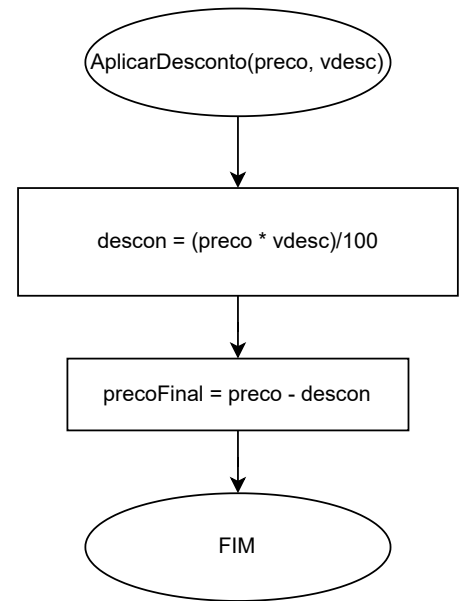 AplicarDesconto(preco, vdesc)
descon = (preco * vdesc)/100
precoFinal = preco - descon
FIM